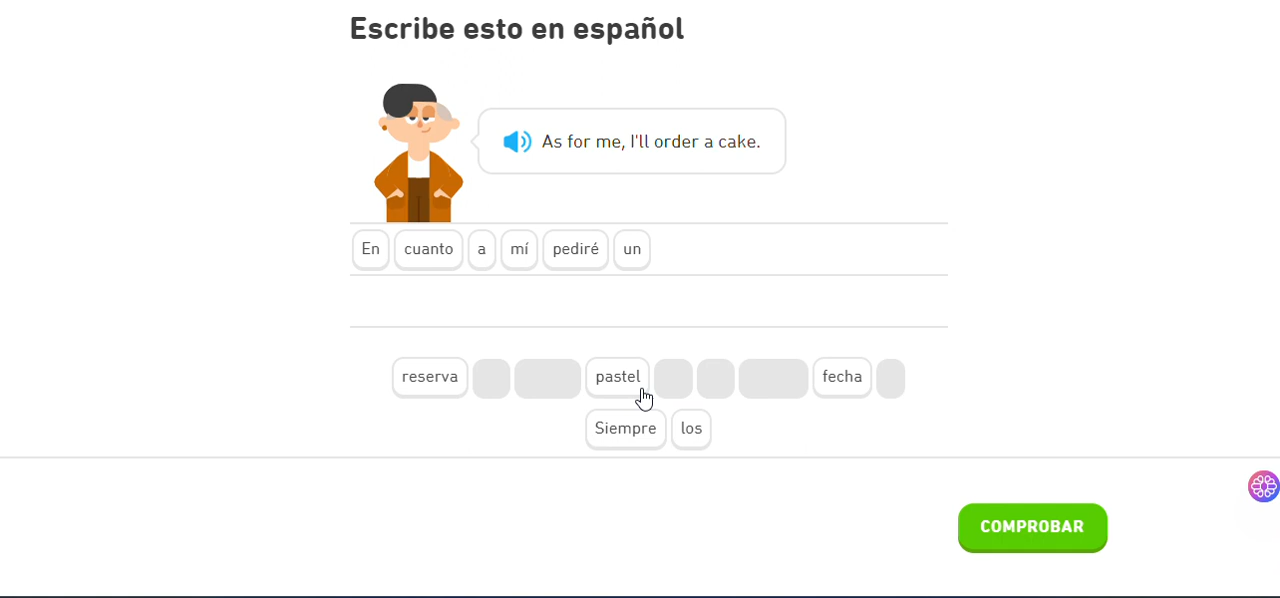 Escribe esto en español
As for me, I'll order a cake.
En cuanto a mí pediré un
reserva pastel fecha
Siempre los
COMPROBAR